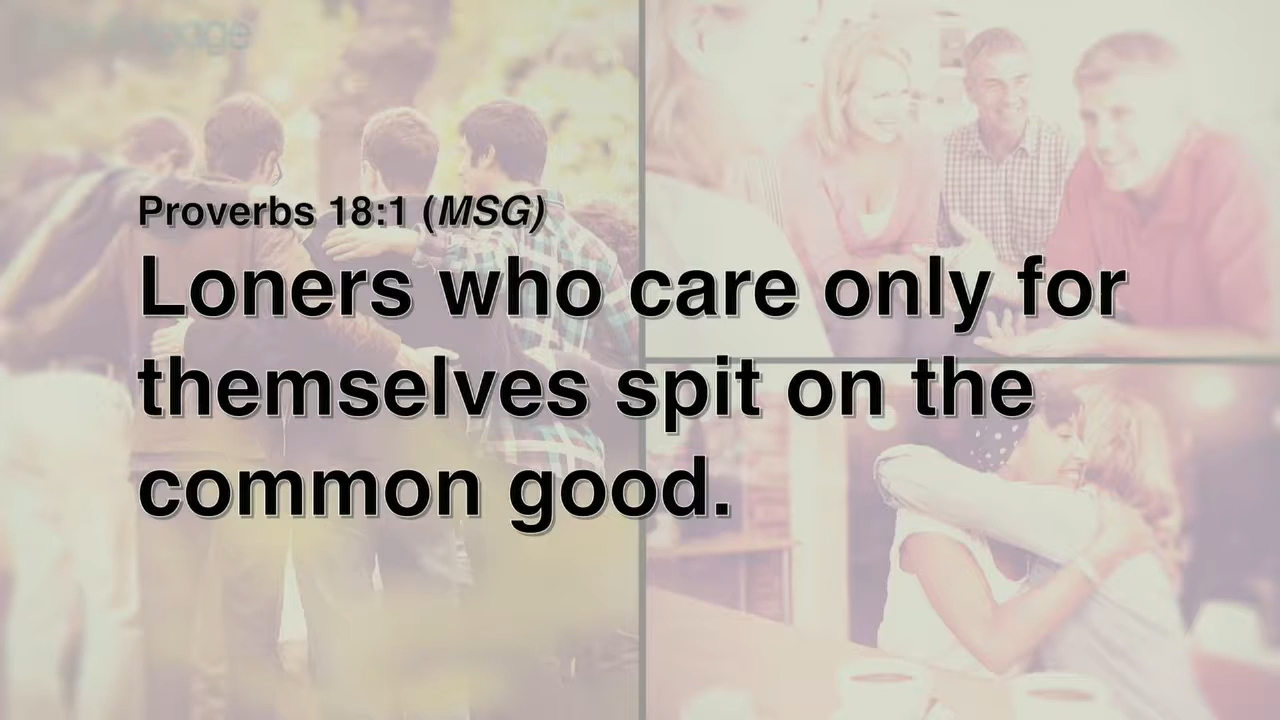 Proverbs 18:1 (MSG)
Loners who care only for
themselves spit on the
common good.